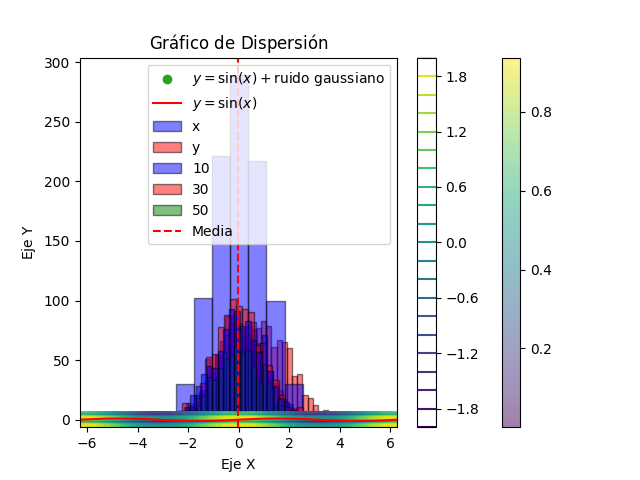 Gráfico de Dispersión
300
250
200
150
100
50
0
Eje Y
y = sin(x) + ruido gaussiano
y = sin(x)
x
y
10
30
50
Media
−6 −4 −2 0 2 4 6
Eje X
1.8
1.2
0.6
0.0
−0.6
−1.2
−1.8
0.8
0.6
0.4
0.2